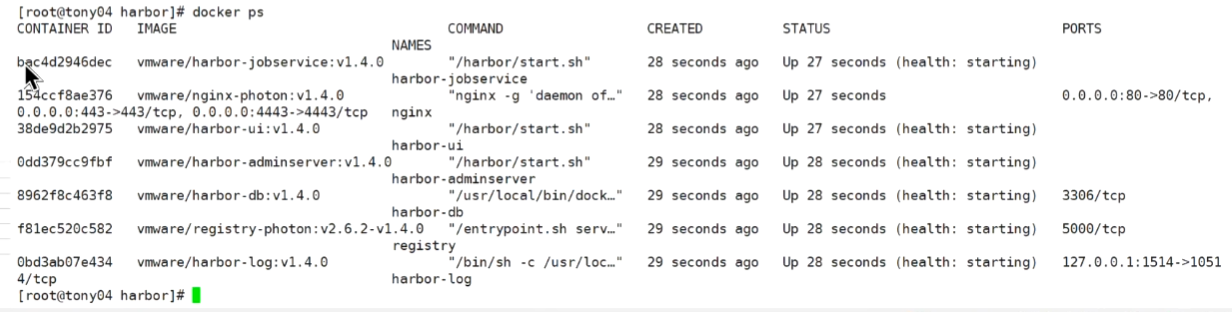 [root@tony04 harbor]# docker ps
CONTAINER ID   IMAGE                                  COMMAND                  CREATED          STATUS                             PORTS
                                               NAMES
bac4d2946dec   vmware/harbor-jobservice:v1.4.0        "/harbor/start.sh"       28 seconds ago   Up 27 seconds (health: starting)
                                               harbor-jobservice
154ccf8ae376   vmware/nginx-photon:v1.4.0             "nginx -g 'daemon of…"   28 seconds ago   Up 27 seconds                      0.0.0.0:80->80/tcp,
0.0.0.0:443->443/tcp, 0.0.0.0:4443->4443/tcp   nginx
38de9d2b2975   vmware/harbor-ui:v1.4.0                "/harbor/start.sh"       28 seconds ago   Up 27 seconds (health: starting)
                                               harbor-ui
0dd379cc9fbf   vmware/harbor-adminserver:v1.4.0       "/harbor/start.sh"       29 seconds ago   Up 28 seconds (health: starting)
                                               harbor-adminserver
8962f8c463f8   vmware/harbor-db:v1.4.0                "/usr/local/bin/dock…"   29 seconds ago   Up 28 seconds (health: starting)   3306/tcp
                                               harbor-db
f81ec520c582   vmware/registry-photon:v2.6.2-v1.4.0   "/entrypoint.sh serv…"   29 seconds ago   Up 28 seconds (health: starting)   5000/tcp
                                               registry
0bd3ab07e434   vmware/harbor-log:v1.4.0               "/bin/sh -c /usr/loc…"   29 seconds ago   Up 28 seconds (health: starting)   127.0.0.1:1514->1051
4/tcp                                          harbor-log
[root@tony04 harbor]#